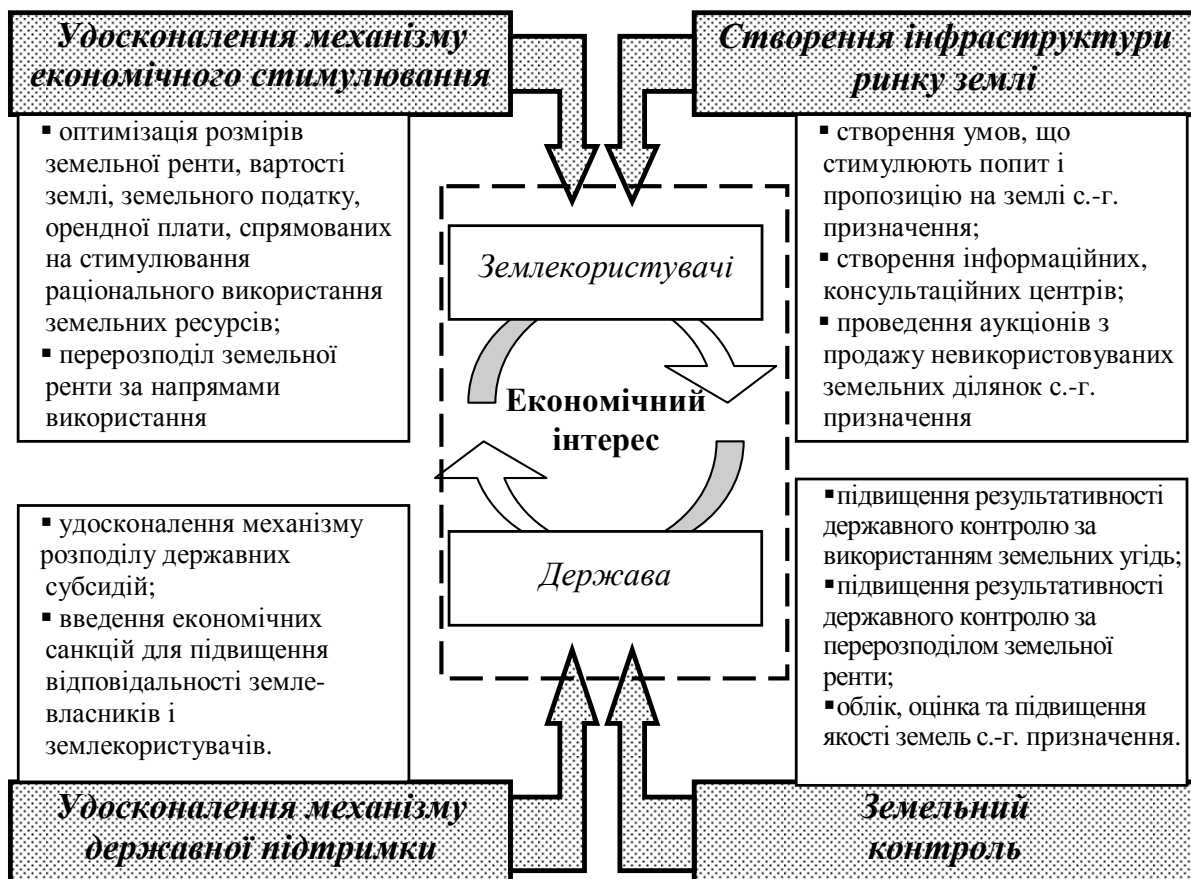 Удосконалення механізму
економічного стимулювання
▪ оптимізація розмірів
земельної ренти, вартості
землі, земельного податку,
орендної плати, спрямованих
на стимулювання
раціонального використання
земельних ресурсів;
▪ перерозподіл земельної
ренти за напрямами
використання
Створення інфраструктури
ринку землі
▪ створення умов, що
стимулюють попит і
пропозицію на землі с.-г.
призначення;
▪ створення інформаційних,
консультаційних центрів;
▪ проведення аукціонів з
продажу невикористовуваних
земельних ділянок с.-г.
призначення
Землекористувачі
Економічний
інтерес
Держава
▪ удосконалення механізму
розподілу державних
субсидій;
▪ введення економічних
санкцій для підвищення
відповідальності земле-
власників і
землекористувачів.
Удосконалення механізму
державної підтримки
▪підвищення результативності
державного контролю за
використанням земельних угідь;
▪підвищення результативності
державного контролю за
перерозподілом земельної
ренти;
▪облік, оцінка та підвищення
якості земель с.-г. призначення.
Земельний
контроль